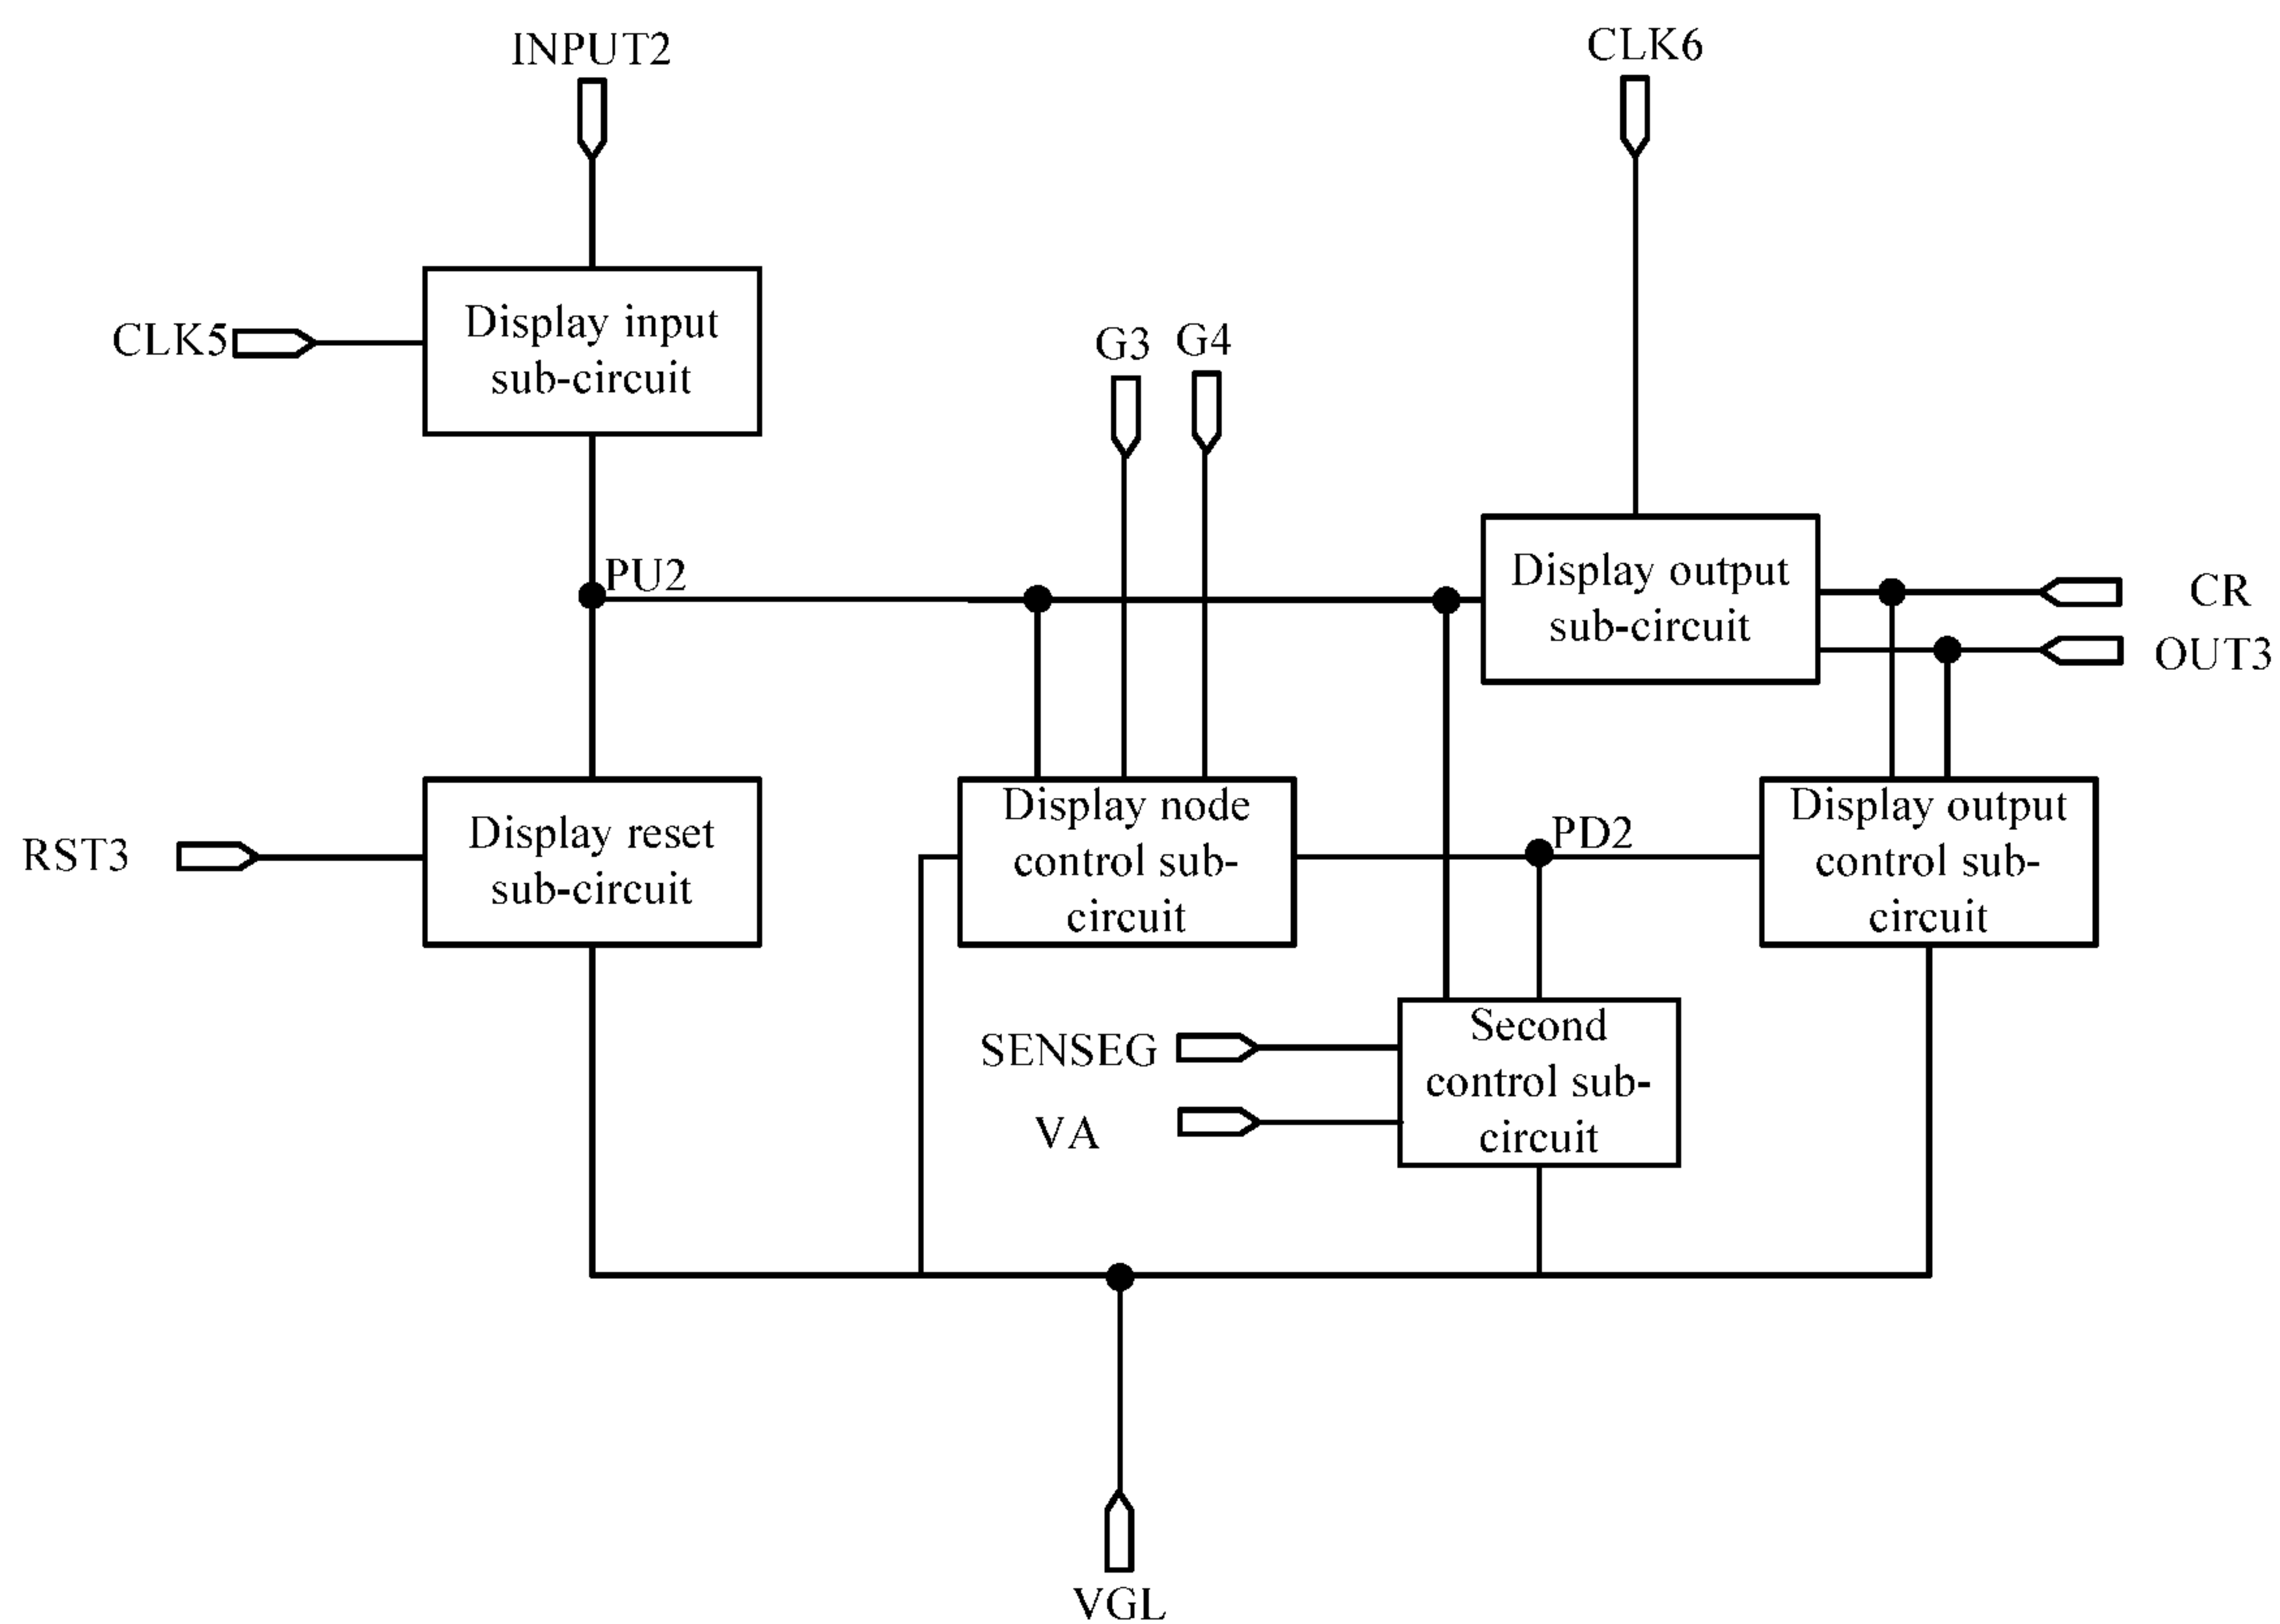 INPUT2
CLK6
Display input
sub-circuit
CLK5
G3
G4
PU2
Display output
sub-circuit
CR
OUT3
Display reset
sub-circuit
RST3
Display node
control sub-
circuit
PD2
Display output
control sub-
circuit
SENSEG
VA
Second
control sub-
circuit
VGL